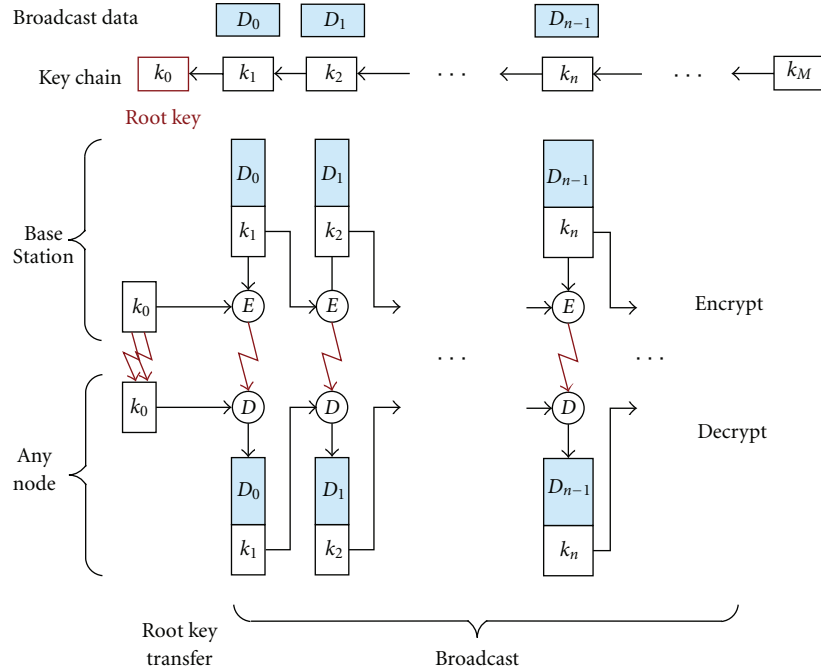 Broadcast data D₀ D₁ Dₙ₋₁
Key chain k₀ k₁ k₂ · · · kₙ · · · k_M
Root key
D₀ D₁ Dₙ₋₁
k₁ k₂ kₙ
Base
Station
k₀ E E E Encrypt
· · · · · ·
k₀ D D D Decrypt
Any
node
D₀ D₁ Dₙ₋₁
k₁ k₂ kₙ
Root key
transfer
Broadcast